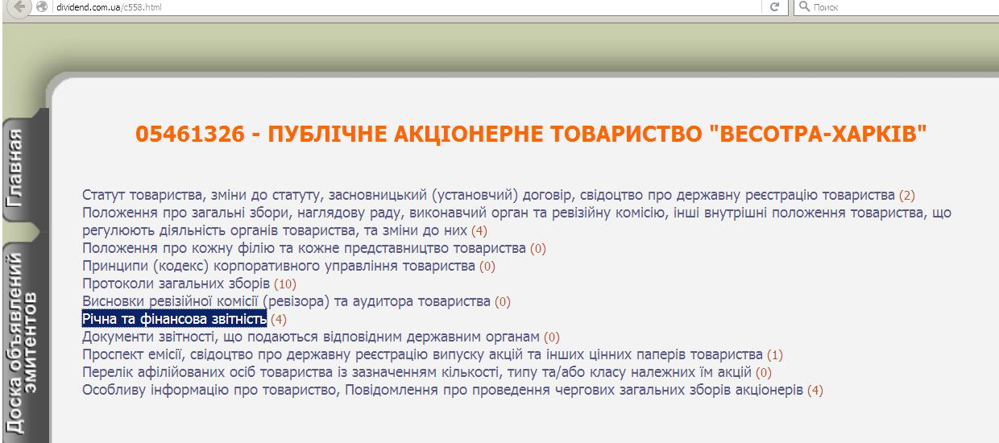 dividend.com.ua/c558.html
Поиск
Главная
Доска объявлений
эмитентов
05461326 - ПУБЛІЧНЕ АКЦІОНЕРНЕ ТОВАРИСТВО "ВЕСОТРА-ХАРКІВ"
Статут товариства, зміни до статуту, засновницький (установчий) договір, свідоцтво про державну реєстрацію товариства (2)
Положення про загальні збори, наглядову раду, виконавчий орган та ревізійну комісію, інші внутрішні положення товариства, що
регулюють діяльність органів товариства, та зміни до них (4)
Положення про кожну філію та кожне представництво товариства (0)
Принципи (кодекс) корпоративного управління товариства (0)
Протоколи загальних зборів (10)
Висновки ревізійної комісії (ревізора) та аудитора товариства (0)
Річна та фінансова звітність (4)
Документи звітності, що подаються відповідним державним органам (0)
Проспект емісії, свідоцтво про державну реєстрацію випуску акцій та інших цінних паперів товариства (1)
Перелік афілійованих осіб товариства із зазначенням кількості, типу та/або класу належних їм акцій (0)
Особливу інформацію про товариство, Повідомлення про проведення чергових загальних зборів акціонерів (4)